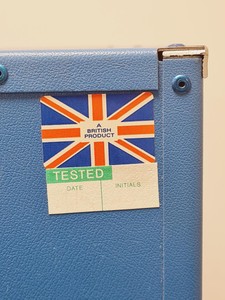 A
BRITISH
PRODUCT
TESTED
DATE INITIALS